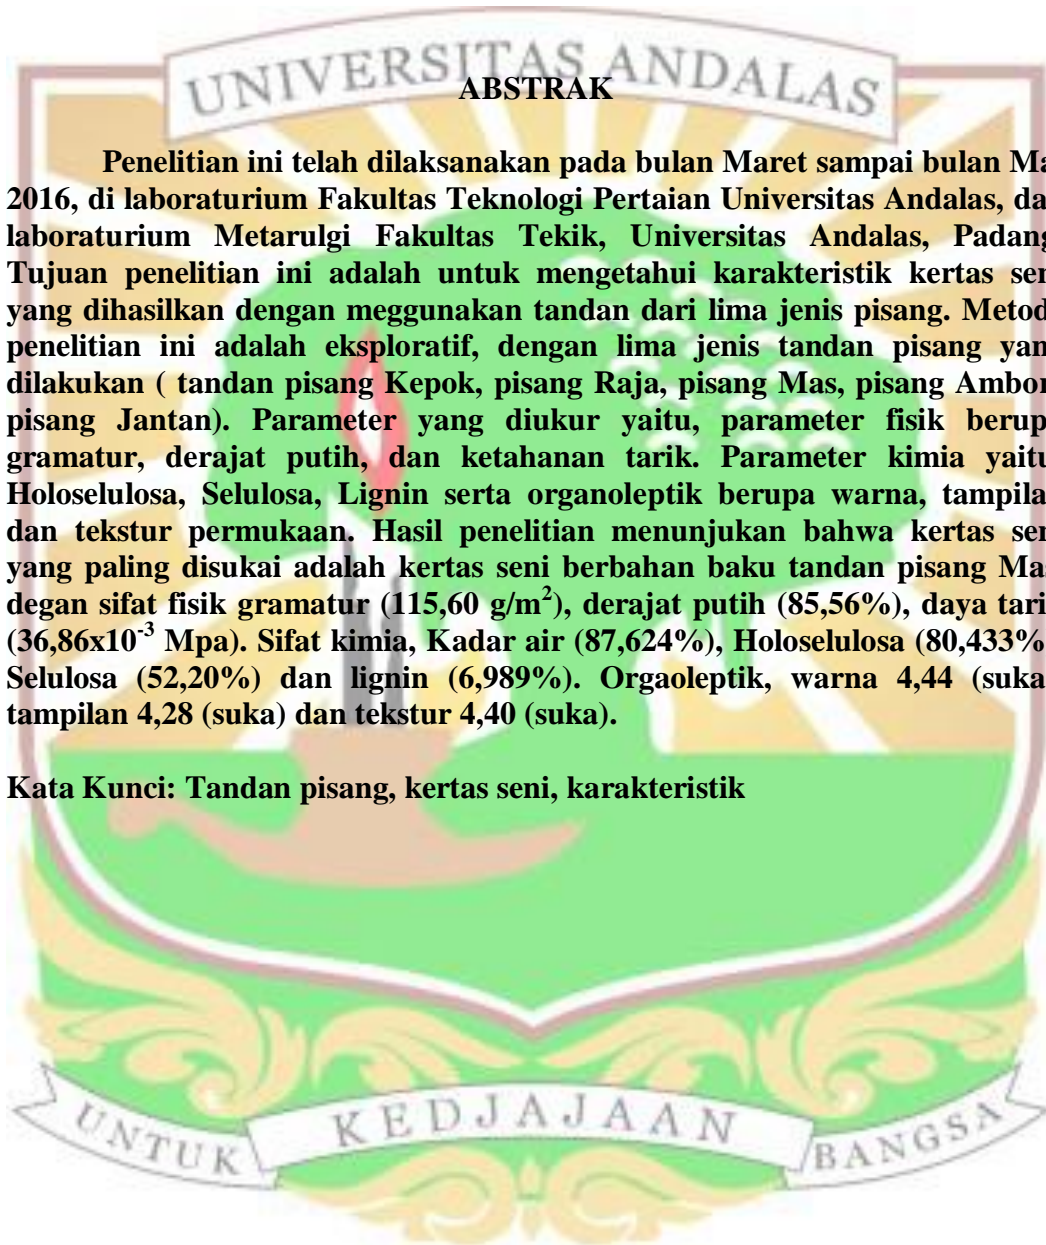 UNIVERSITAS ANDALAS
ABSTRAK
Penelitian ini telah dilaksanakan pada bulan Maret sampai bulan Ma
2016, di laboraturium Fakultas Teknologi Pertaian Universitas Andalas, da
laboraturium Metarulgi Fakultas Tekik, Universitas Andalas, Padang
Tujuan penelitian ini adalah untuk mengetahui karakteristik kertas sen
yang dihasilkan dengan meggunakan tandan dari lima jenis pisang. Metod
penelitian ini adalah eksploratif, dengan lima jenis tandan pisang yan
dilakukan ( tandan pisang Kepok, pisang Raja, pisang Mas, pisang Ambon
pisang Jantan). Parameter yang diukur yaitu, parameter fisik berup
gramatur, derajat putih, dan ketahanan tarik. Parameter kimia yaitu
Holoselulosa, Selulosa, Lignin serta organoleptik berupa warna, tampila
dan tekstur permukaan. Hasil penelitian menunjukan bahwa kertas sen
yang paling disukai adalah kertas seni berbahan baku tandan pisang Mas
degan sifat fisik gramatur (115,60 g/m²), derajat putih (85,56%), daya tari
(36,86x10⁻³ Mpa). Sifat kimia, Kadar air (87,624%), Holoselulosa (80,433%
Selulosa (52,20%) dan lignin (6,989%). Orgaoleptik, warna 4,44 (suka
tampilan 4,28 (suka) dan tekstur 4,40 (suka).
Kata Kunci: Tandan pisang, kertas seni, karakteristik
UNTUK KEDJAJAAN BANGSA